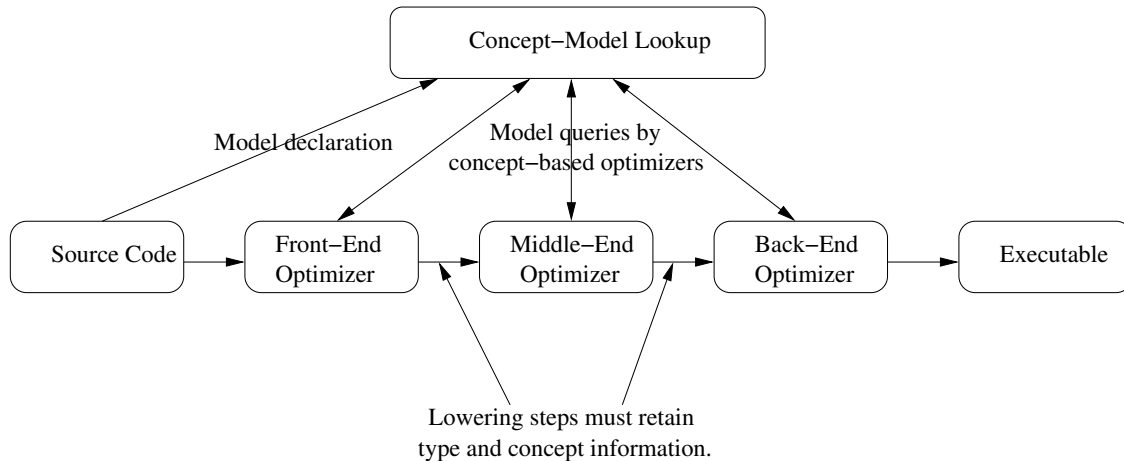 Concept−Model Lookup
Model declaration
Model queries by
concept−based optimizers
Source Code
Front−End
Optimizer
Middle−End
Optimizer
Back−End
Optimizer
Executable
Lowering steps must retain
type and concept information.